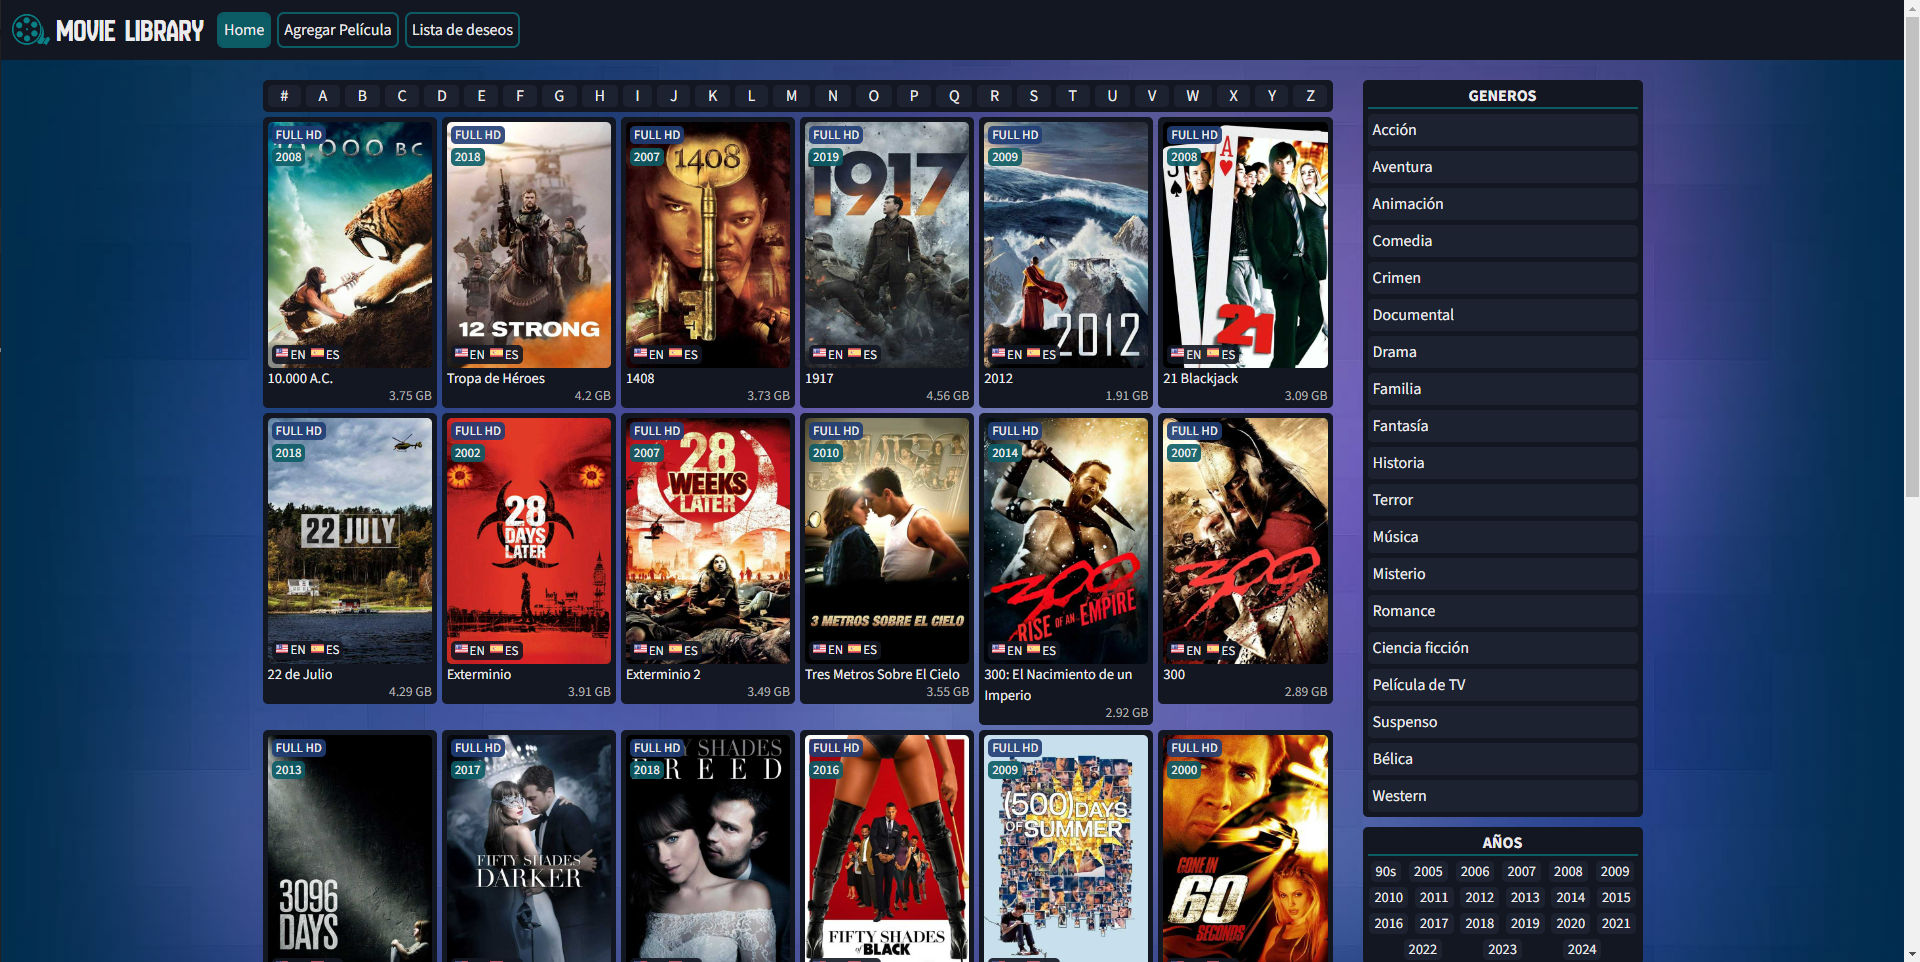 MOVIE LIBRARY
Home
Agregar Película
Lista de deseos
# A B C D E F G H I J K L M N O P Q R S T U V W X Y Z
FULL HD
2008
000 BC
EN ES
10.000 A.C.
3.75 GB
FULL HD
2018
12 STRONG
EN ES
Tropa de Héroes
4.2 GB
FULL HD
2007
1408
EN ES
1408
3.73 GB
FULL HD
2019
1917
EN ES
1917
4.56 GB
FULL HD
2009
2012
EN ES
2012
1.91 GB
FULL HD
2008
A
J
21
EN ES
21 Blackjack
3.09 GB
FULL HD
2018
22 JULY
EN ES
22 de Julio
4.29 GB
FULL HD
2002
28
DAYS
LATER
EN ES
Exterminio
3.91 GB
FULL HD
2007
28
WEEKS
LATER
EN ES
Exterminio 2
3.49 GB
FULL HD
2010
3 METROS SOBRE EL CIELO
EN ES
Tres Metros Sobre El Cielo
3.55 GB
FULL HD
2014
300
RISE OF AN EMPIRE
EN ES
300: El Nacimiento de un
Imperio
2.92 GB
FULL HD
2007
300
EN ES
300
2.89 GB
FULL HD
2013
3096
DAYS
FULL HD
2017
FIFTY SHADES
DARKER
FULL HD
2018
Y SHADES
FREED
FULL HD
2016
FIFTY SHADES
of BLACK
FULL HD
2009
(500) DAYS
OF SUMMER
FULL HD
2000
GONE IN
60
SECONDS
GENEROS
Acción
Aventura
Animación
Comedia
Crimen
Documental
Drama
Familia
Fantasía
Historia
Terror
Música
Misterio
Romance
Ciencia ficción
Película de TV
Suspenso
Bélica
Western
AÑOS
90s 2005 2006 2007 2008 2009
2010 2011 2012 2013 2014 2015
2016 2017 2018 2019 2020 2021
2022 2023 2024